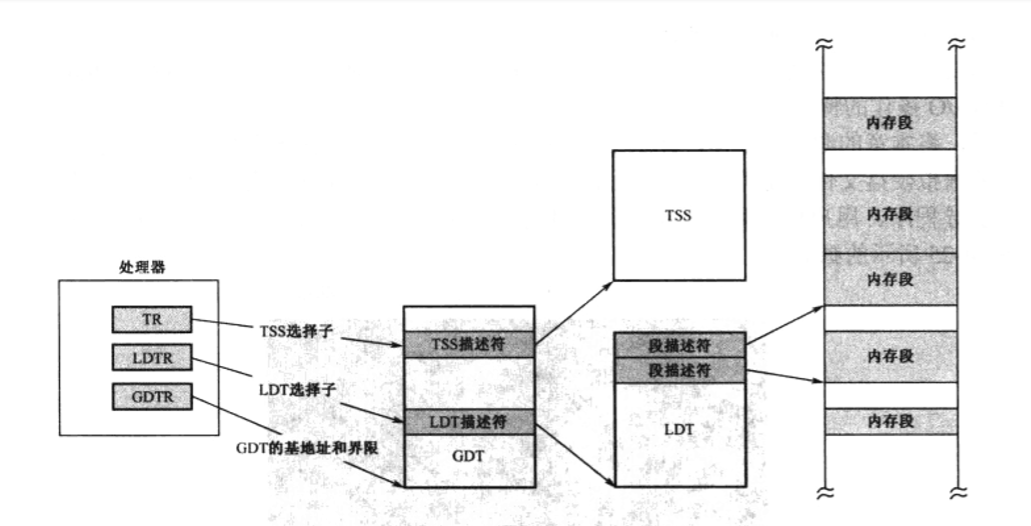 处理器
TR
LDTR
GDTR
TSS选择子
LDT选择子
GDT的基地址和界限
TSS描述符
LDT描述符
GDT
TSS
段描述符
段描述符
LDT
内存段
内存段
内存段
内存段
内存段